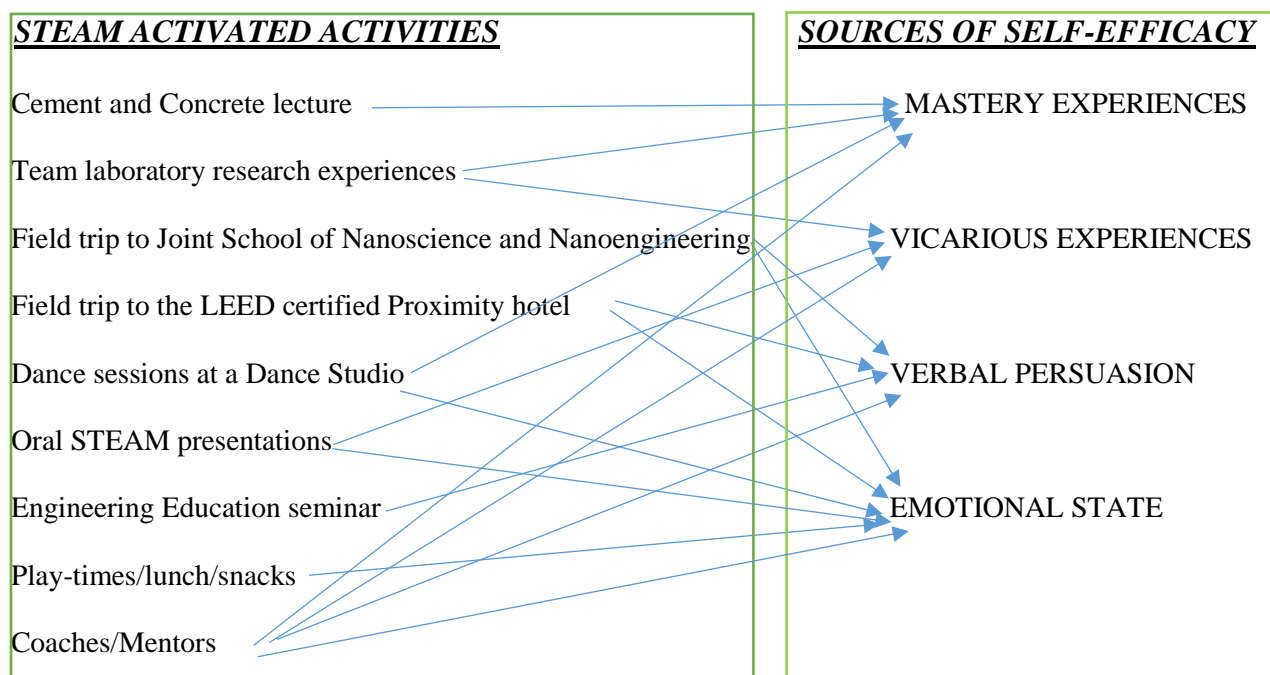 STEAM ACTIVATED ACTIVITIES
Cement and Concrete lecture
Team laboratory research experiences
Field trip to Joint School of Nanoscience and Nanoengineering
Field trip to the LEED certified Proximity hotel
Dance sessions at a Dance Studio
Oral STEAM presentations
Engineering Education seminar
Play-times/lunch/snacks
Coaches/Mentors
SOURCES OF SELF-EFFICACY
MASTERY EXPERIENCES
VICARIOUS EXPERIENCES
VERBAL PERSUASION
EMOTIONAL STATE